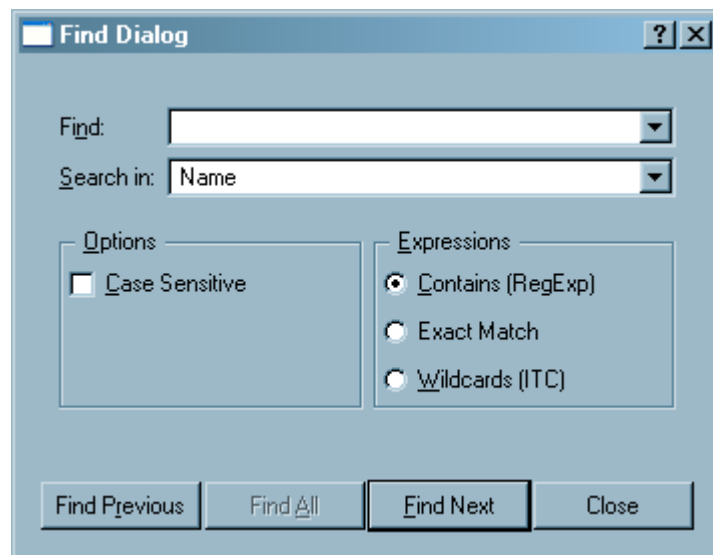 Find Dialog
Find:
Search in: Name
Options
Case Sensitive
Expressions
Contains (RegExp)
Exact Match
Wildcards (ITC)
Find Previous Find All Find Next Close